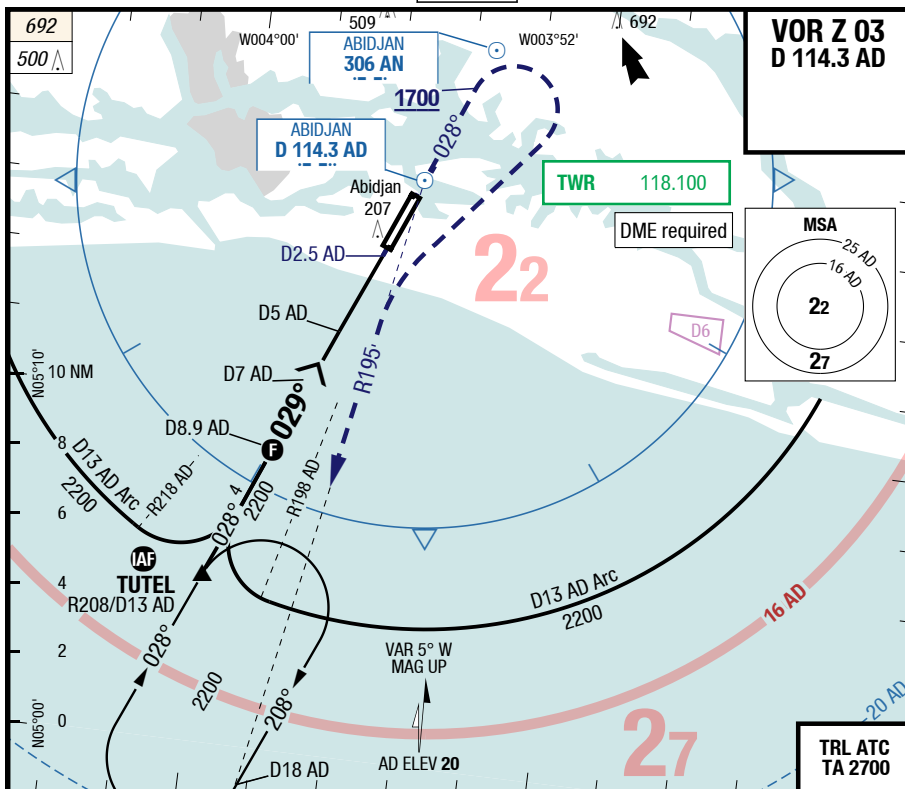 692
500
509
W004°00'
W003°52'
692
VOR Z 03
D 114.3 AD
ABIDJAN
306 AN
1700
028°
ABIDJAN
D 114.3 AD
Abidjan
207
TWR 118.100
DME required
D2.5 AD
22
MSA
25 AD
16 AD
22
27
D5 AD
D6
N05°10'
10 NM
D7 AD
029°
R195°
D8.9 AD
F
8
D13 AD Arc
2200
R218 AD
028° 4
2200
R198 AD
6
IAF
TUTEL
R208/D13 AD
4
D13 AD Arc
2200
16 AD
2
028°
2200
208°
VAR 5° W
MAG UP
N05°00'
0
20 AD
27
D18 AD
AD ELEV 20
TRL ATC
TA 2700